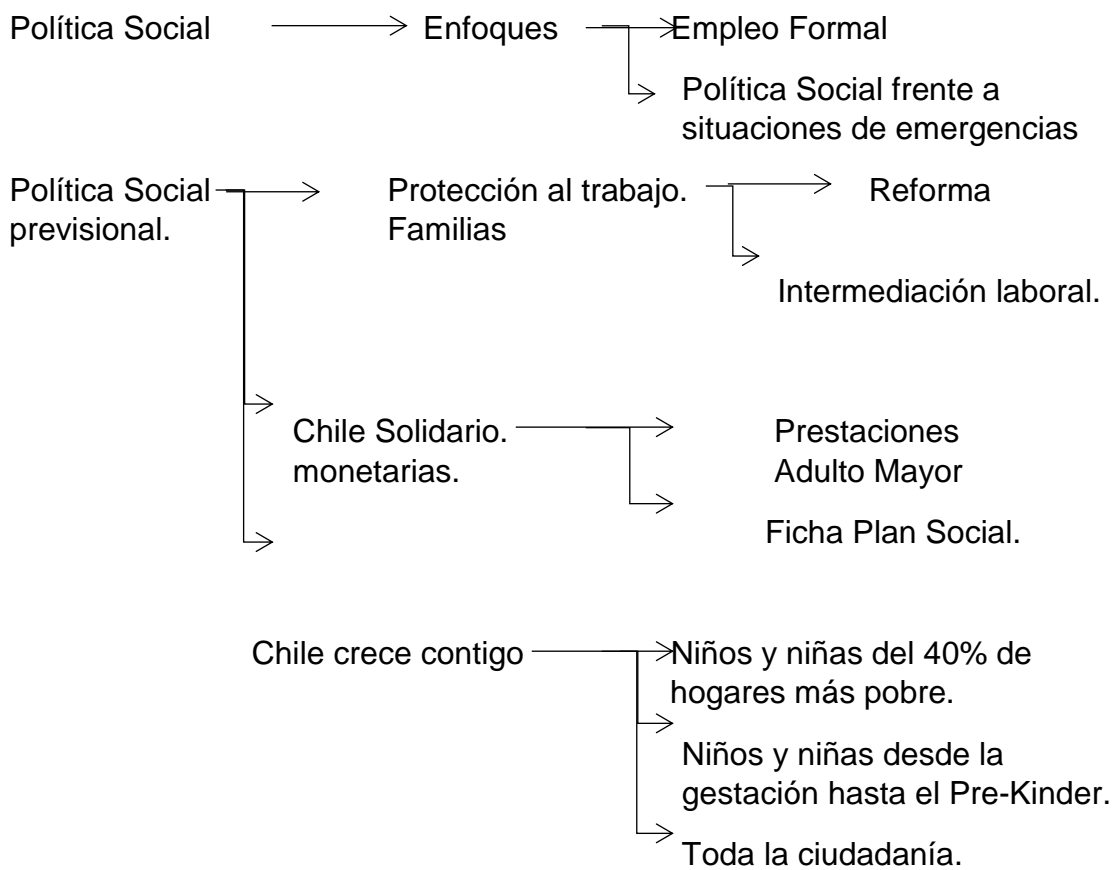 Política Social Enfoques Empleo Formal
Política Social frente a
situaciones de emergencias
Política Social Protección al trabajo. Reforma
previsional. Familias
Intermediación laboral.
Chile Solidario. Prestaciones
monetarias. Adulto Mayor
Ficha Plan Social.
Chile crece contigo Niños y niñas del 40% de
hogares más pobre.
Niños y niñas desde la
gestación hasta el Pre-Kinder.
Toda la ciudadanía.